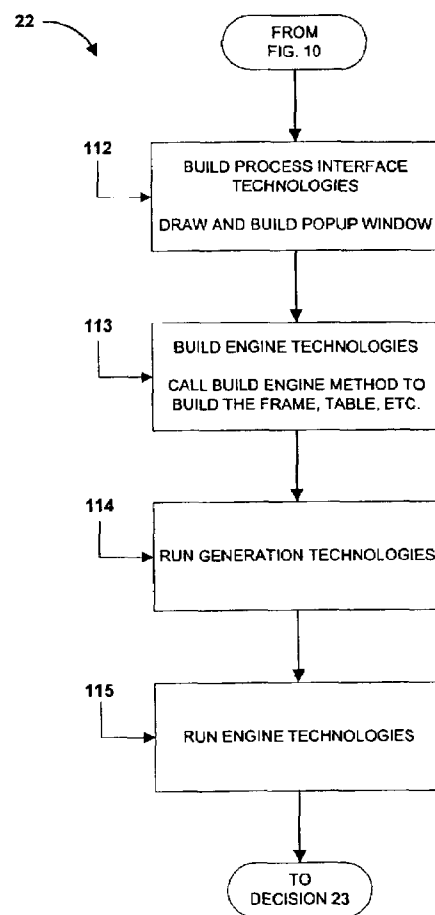 22
FROM
FIG. 10
112
BUILD PROCESS INTERFACE
TECHNOLOGIES
DRAW AND BUILD POPUP WINDOW
113
BUILD ENGINE TECHNOLOGIES
CALL BUILD ENGINE METHOD TO
BUILD THE FRAME, TABLE, ETC.
114
RUN GENERATION TECHNOLOGIES
115
RUN ENGINE TECHNOLOGIES
TO
DECISION 23